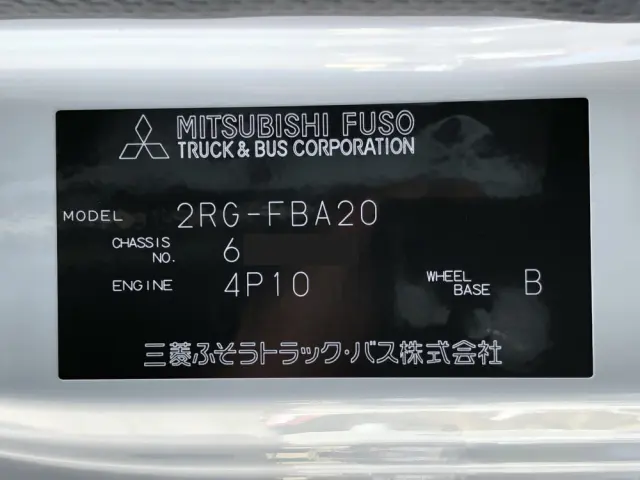 MITSUBISHI FUSO
TRUCK & BUS CORPORATION
MODEL 2RG-FBA20
CHASSIS NO. 6
ENGINE 4P10 WHEEL BASE B
三菱ふそうトラック・バス株式会社